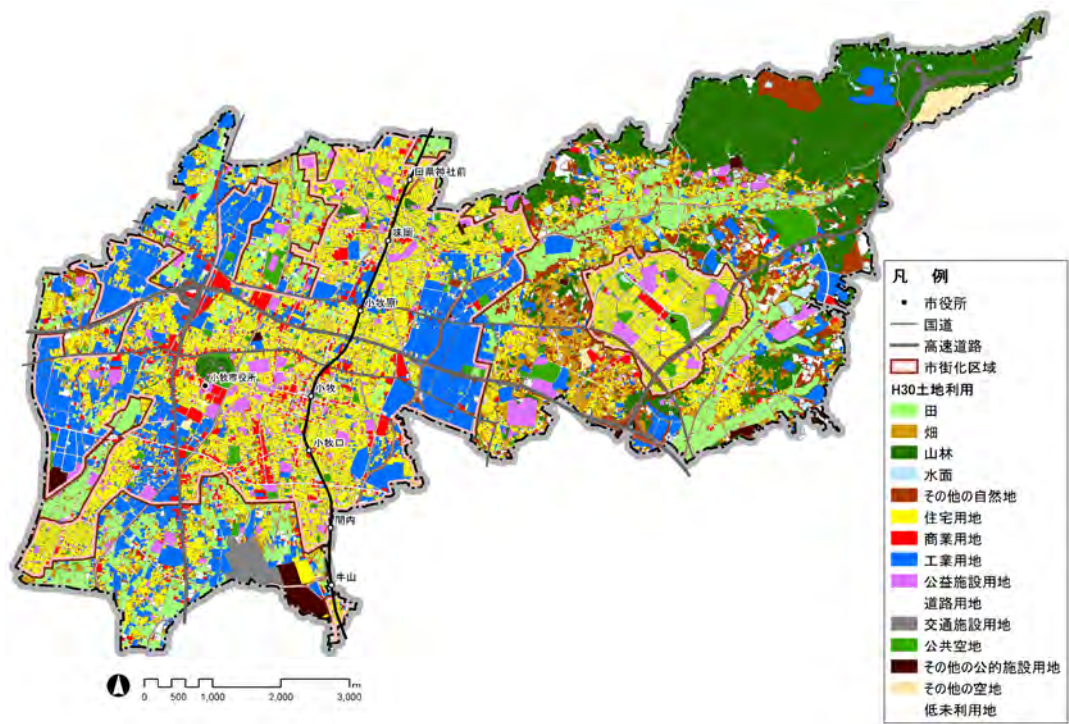 田県神社前
味岡
小牧原
小牧市役所
小牧
小牧口
間内
牛山
0 500 1,000 2,000 3,000 m
凡 例
市役所
国道
高速道路
市街化区域
H30土地利用
田
畑
山林
水面
その他の自然地
住宅用地
商業用地
工業用地
公益施設用地
道路用地
交通施設用地
公共空地
その他の公的施設用地
その他の空地
低未利用地